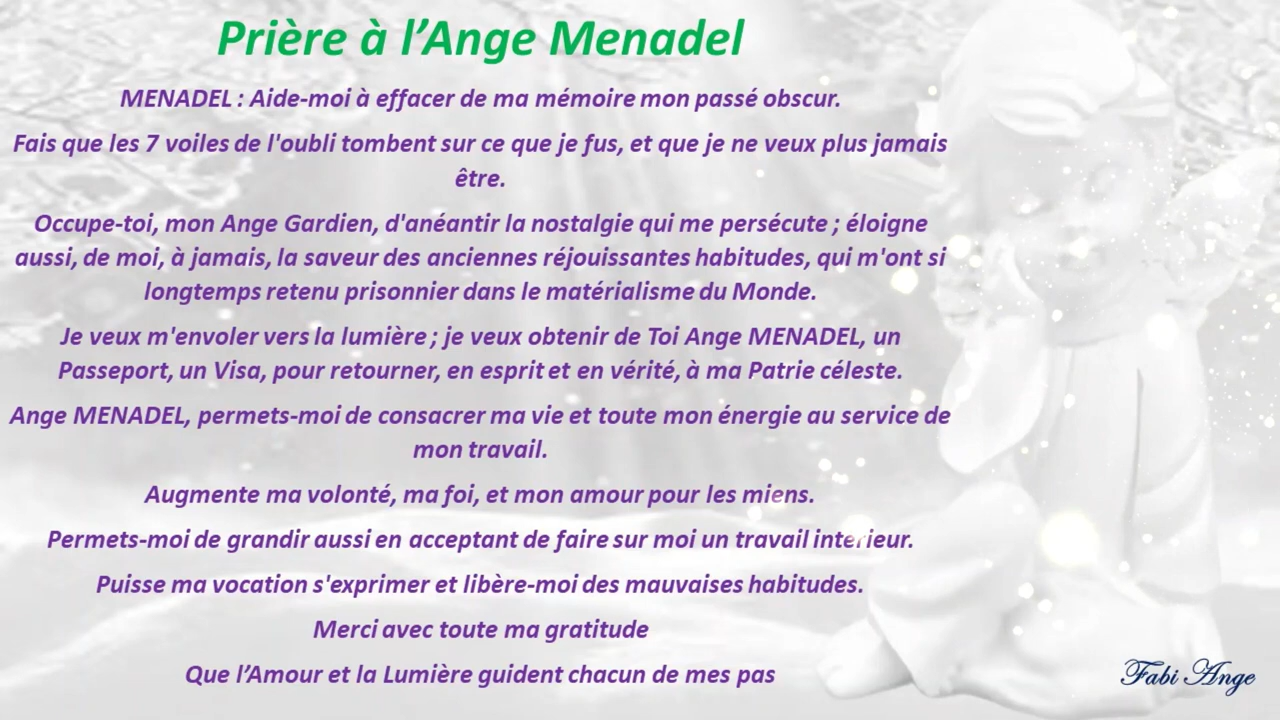 Prière à l’Ange Menadel
MENADEL : Aide-moi à effacer de ma mémoire mon passé obscur.
Fais que les 7 voiles de l'oubli tombent sur ce que je fus, et que je ne veux plus jamais
être.
Occupe-toi, mon Ange Gardien, d'anéantir la nostalgie qui me persécute ; éloigne
aussi, de moi, à jamais, la saveur des anciennes réjouissantes habitudes, qui m'ont si
longtemps retenu prisonnier dans le matérialisme du Monde.
Je veux m'envoler vers la lumière ; je veux obtenir de Toi Ange MENADEL, un
Passeport, un Visa, pour retourner, en esprit et en vérité, à ma Patrie céleste.
Ange MENADEL, permets-moi de consacrer ma vie et toute mon énergie au service de
mon travail.
Augmente ma volonté, ma foi, et mon amour pour les miens.
Permets-moi de grandir aussi en acceptant de faire sur moi un travail intérieur.
Puisse ma vocation s'exprimer et libère-moi des mauvaises habitudes.
Merci avec toute ma gratitude
Que l’Amour et la Lumière guident chacun de mes pas
Fabi Ange